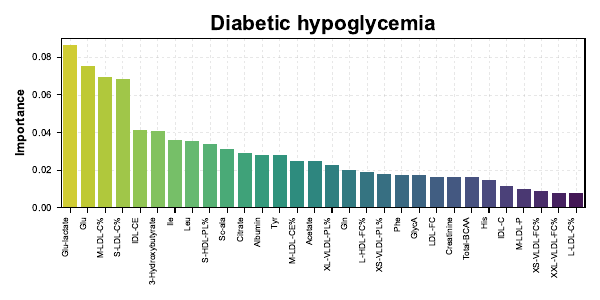 Diabetic hypoglycemia
Importance
0.08
0.06
0.04
0.02
0.00
Glu-lactate
Glu
M-LDL-C%
S-LDL-C%
IDL-CE
3-Hydroxybutyrate
Ile
Leu
S-HDL-PL%
Sc-ala
Citrate
Albumin
Tyr
M-LDL-CE%
Acetate
XL-VLDL-PL%
Gln
L-HDL-FC%
XS-VLDL-PL%
Phe
GlycA
LDL-FC
Creatinine
Total-BCAA
His
IDL-C
M-LDL-P
XS-VLDL-FC%
XXL-VLDL-FC%
L-LDL-C%